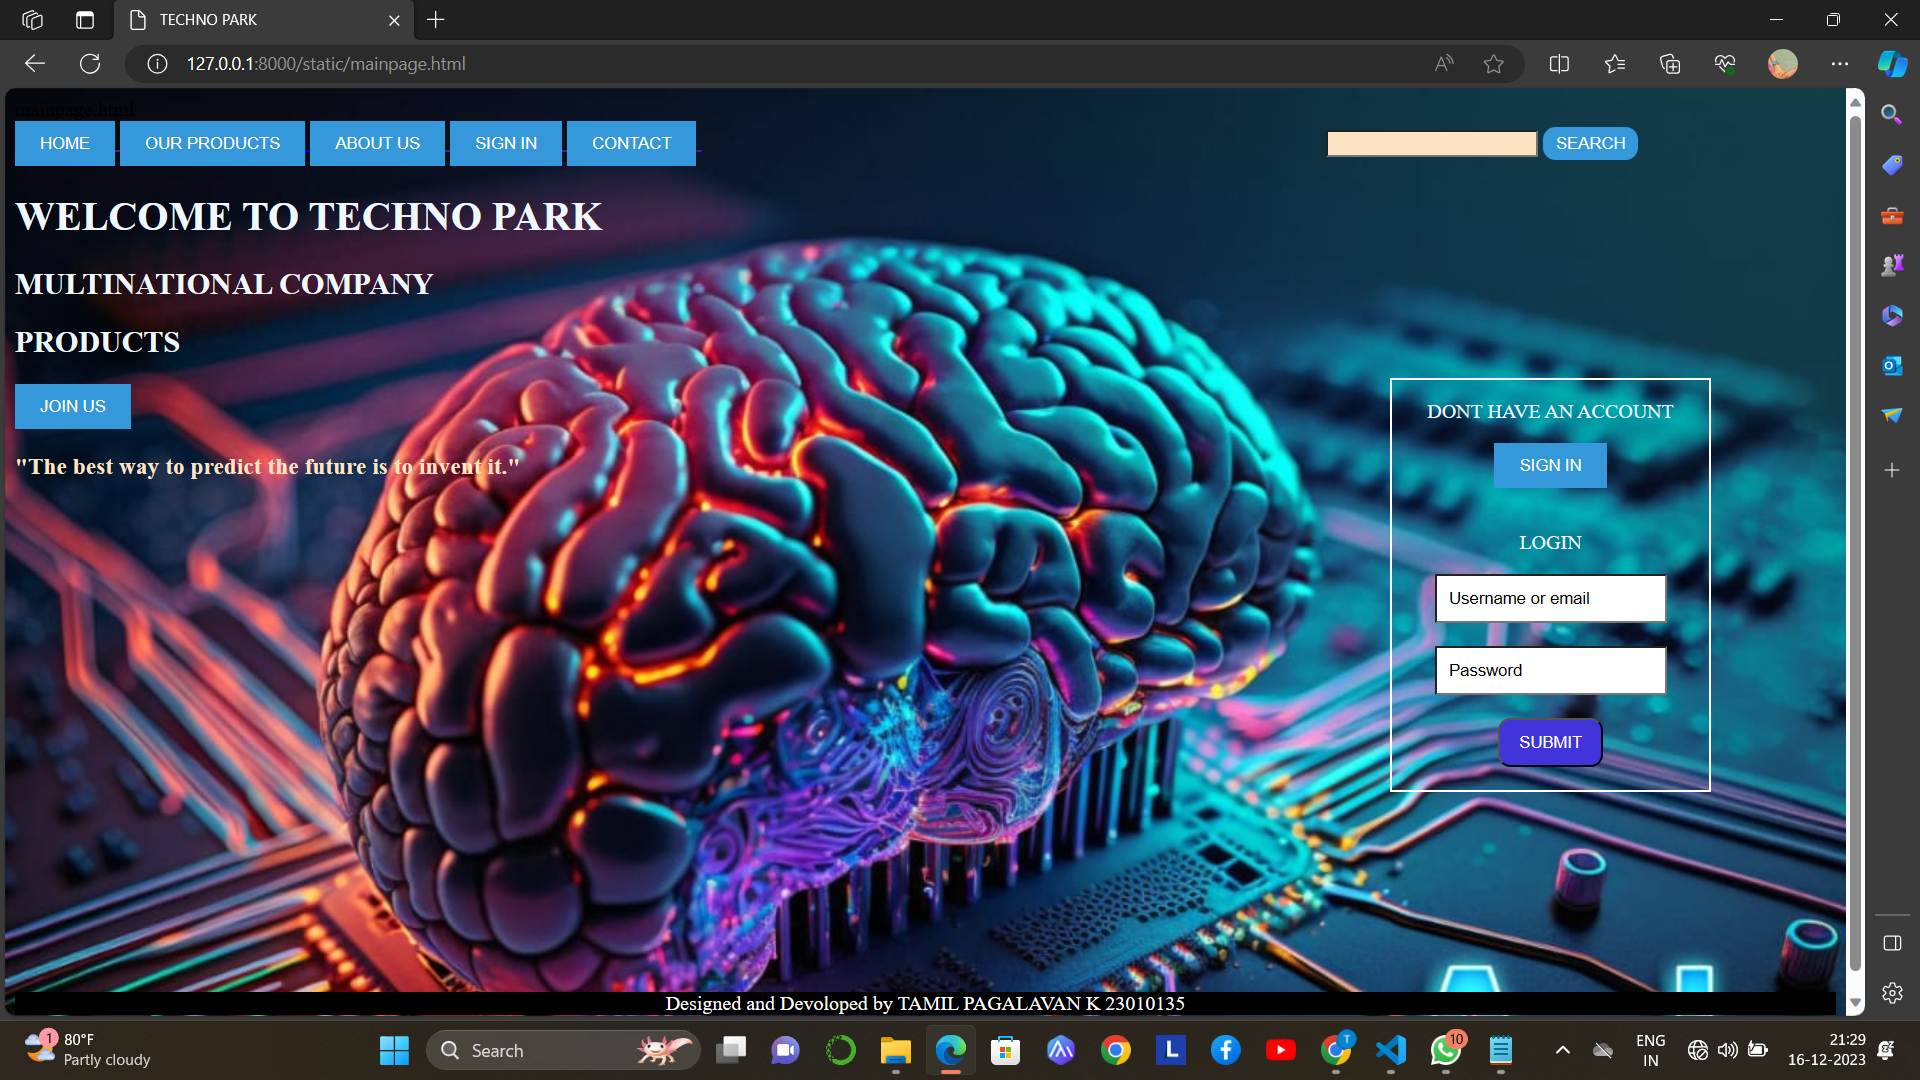 TECHNO PARK
127.0.0.1:8000/static/mainpage.html
mainpage.html
HOME OUR PRODUCTS ABOUT US SIGN IN CONTACT SEARCH
WELCOME TO TECHNO PARK
MULTINATIONAL COMPANY
PRODUCTS
JOIN US
"The best way to predict the future is to invent it."
DONT HAVE AN ACCOUNT
SIGN IN
LOGIN
Username or email
Password
SUBMIT
Designed and Devoloped by TAMIL PAGALAVAN K 23010135
1
80°F
Partly cloudy
Search
L
T
10
ENG
IN
21:29
16-12-2023